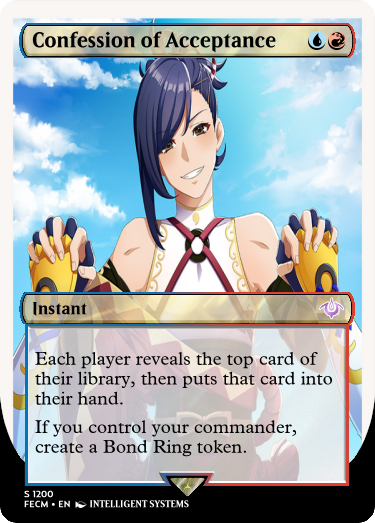 Confession of Acceptance
Instant
Each player reveals the top card of
their library, then puts that card into
their hand.
If you control your commander,
create a Bond Ring token.
S 1200
FECM • EN INTELLIGENT SYSTEMS